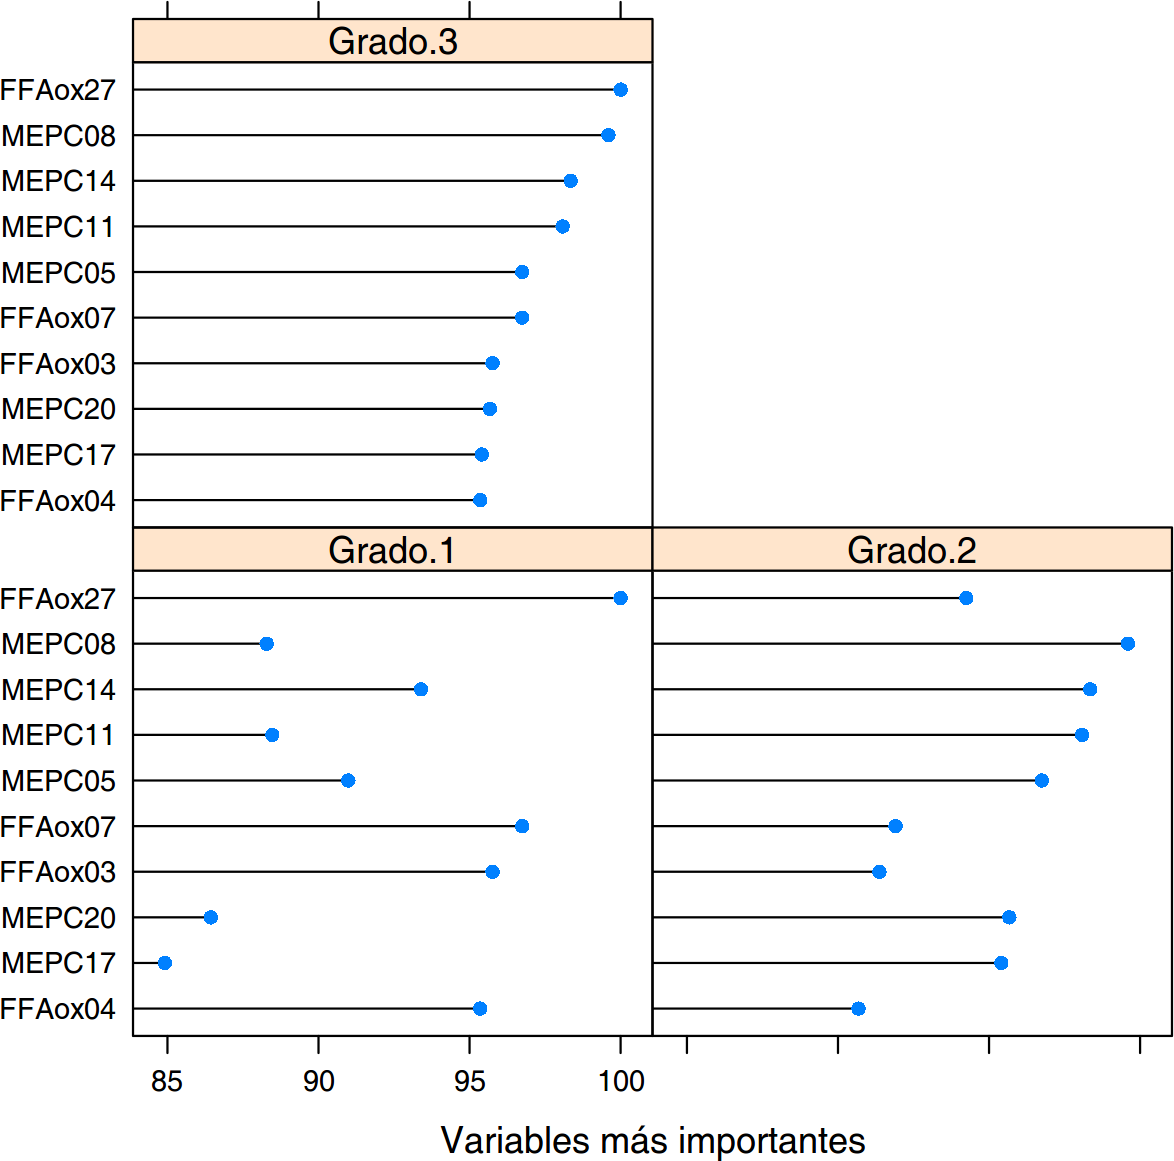 Grado.3
FFAox27
MEPC08
MEPC14
MEPC11
MEPC05
FFAox07
FFAox03
MEPC20
MEPC17
FFAox04
Grado.1 Grado.2
FFAox27
MEPC08
MEPC14
MEPC11
MEPC05
FFAox07
FFAox03
MEPC20
MEPC17
FFAox04
85 90 95 100
Variables más importantes